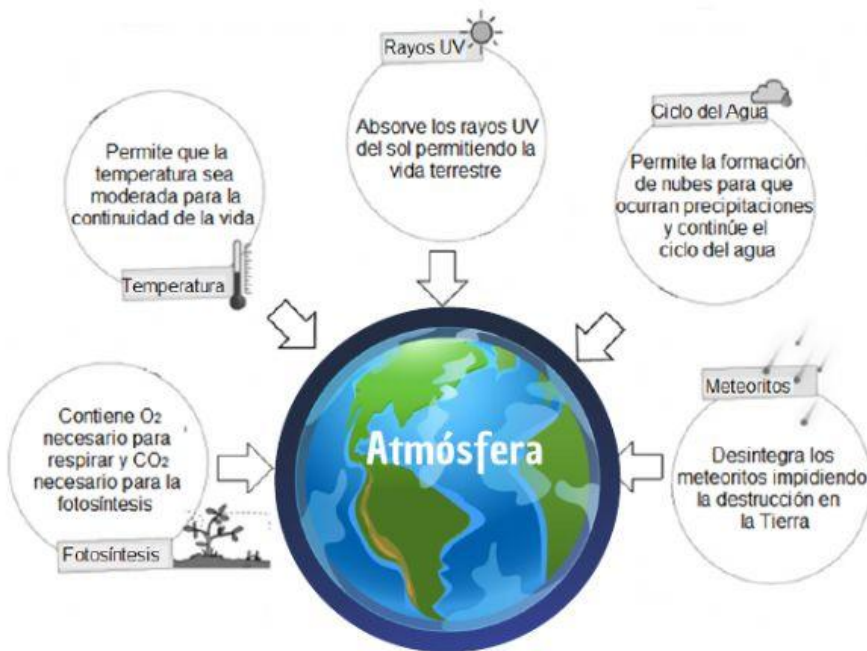 Rayos UV
Absorve los rayos UV
del sol permitiendo la
vida terrestre
Ciclo del Agua
Permite la formación
de nubes para que
ocurran precipitaciones
y continúe el
ciclo del agua
Permite que la
temperatura sea
moderada para la
continuidad de la vida
Temperatura
Meteoritos
Desintegra los
meteoritos impidiendo
la destrucción en
la Tierra
Contiene O₂
necesario para
respirar y CO₂
necesario para la
fotosíntesis
Fotosíntesis
Atmósfera